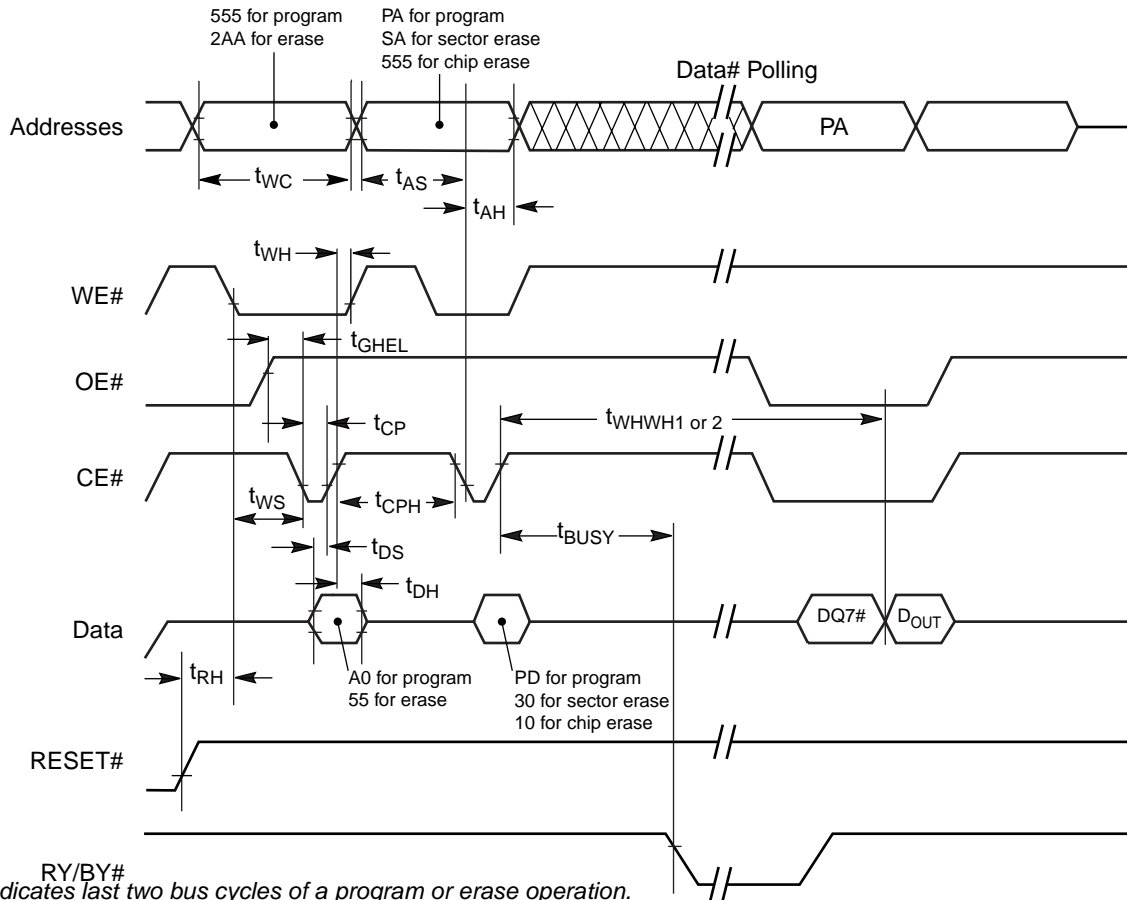 555 for program
2AA for erase
PA for program
SA for sector erase
555 for chip erase
Data# Polling
Addresses
PA
tWC
tAS
tAH
tWH
WE#
tGHEL
OE#
tCP
tWHWH1 or 2
CE#
tWS
tCPH
tBUSY
tDS
tDH
Data
DQ7#
DOUT
tRH
A0 for program
55 for erase
PD for program
30 for sector erase
10 for chip erase
RESET#
RY/BY#
dicates last two bus cycles of a program or erase operation.